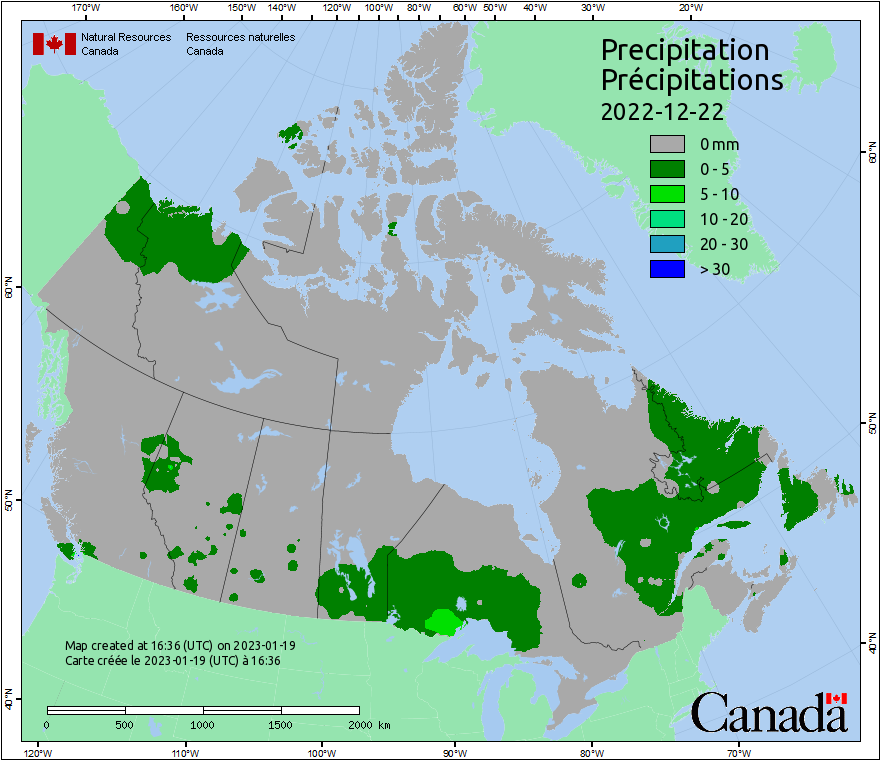 170°W 160°W 150°W 140°W 130°W 120°W 110°W 100°W 90°W 80°W 60°W 50°W 40°W 30°W 20°W
Natural Resources Ressources naturelles
Canada Canada
Precipitation
Précipitations
2022-12-22
0 mm
0 - 5
5 - 10
10 - 20
20 - 30
> 30
60°N
60°N
50°N
50°N
40°N
40°N
Map created at 16:36 (UTC) on 2023-01-19
Carte créée le 2023-01-19 (UTC) à 16:36
0 500 1000 1500 2000 km
Canada
120°W 110°W 100°W 90°W 80°W 70°W